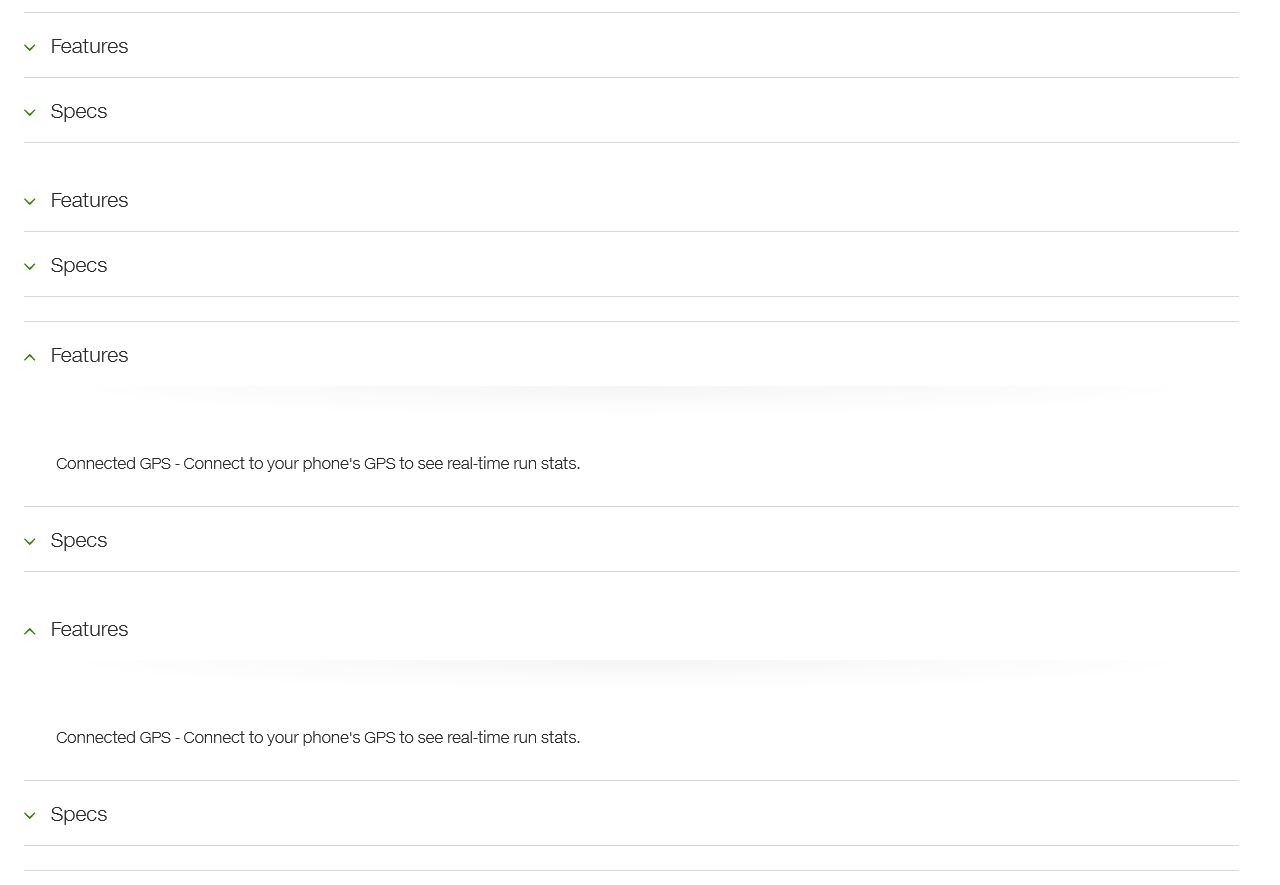 Features
Specs
Features
Specs
Features
Connected GPS - Connect to your phone's GPS to see real-time run stats.
Specs
Features
Connected GPS - Connect to your phone's GPS to see real-time run stats.
Specs